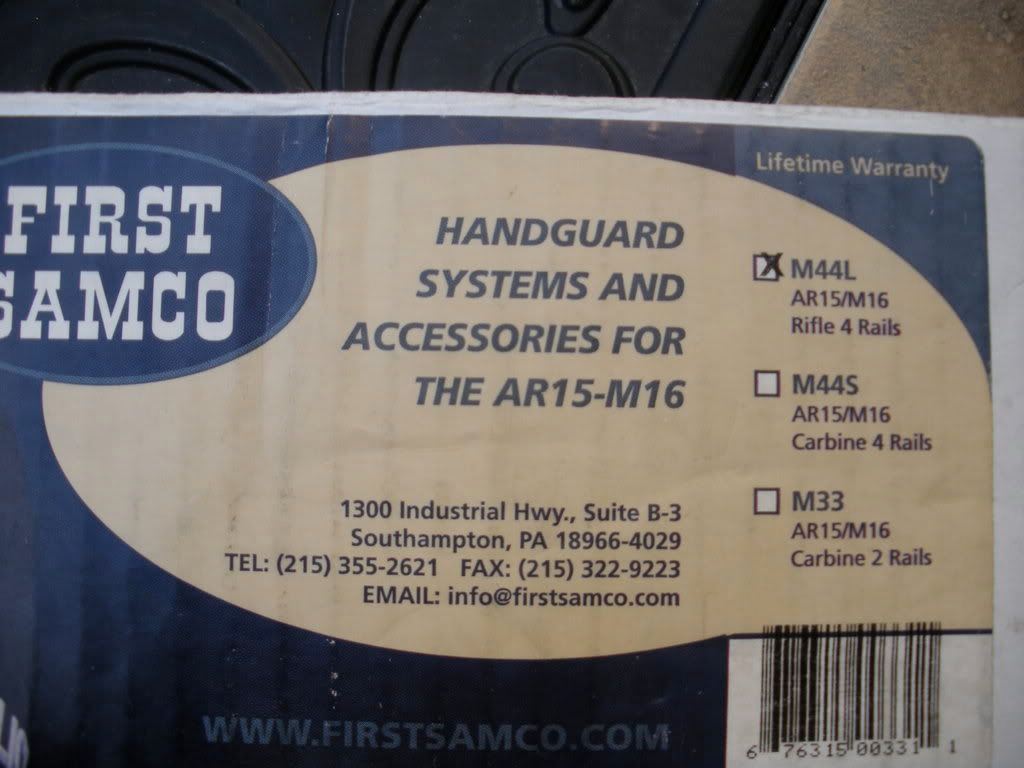 FIRST
SAMCO
HANDGUARD
SYSTEMS AND
ACCESSORIES FOR
THE AR15-M16
1300 Industrial Hwy., Suite B-3
Southampton, PA 18966-4029
TEL: (215) 355-2621 FAX: (215) 322-9223
EMAIL: info@firstsamco.com
WWW.FIRSTSAMCO.COM
Lifetime Warranty
M44L
AR15/M16
Rifle 4 Rails
M44S
AR15/M16
Carbine 4 Rails
M33
AR15/M16
Carbine 2 Rails
6 76315 00331 1